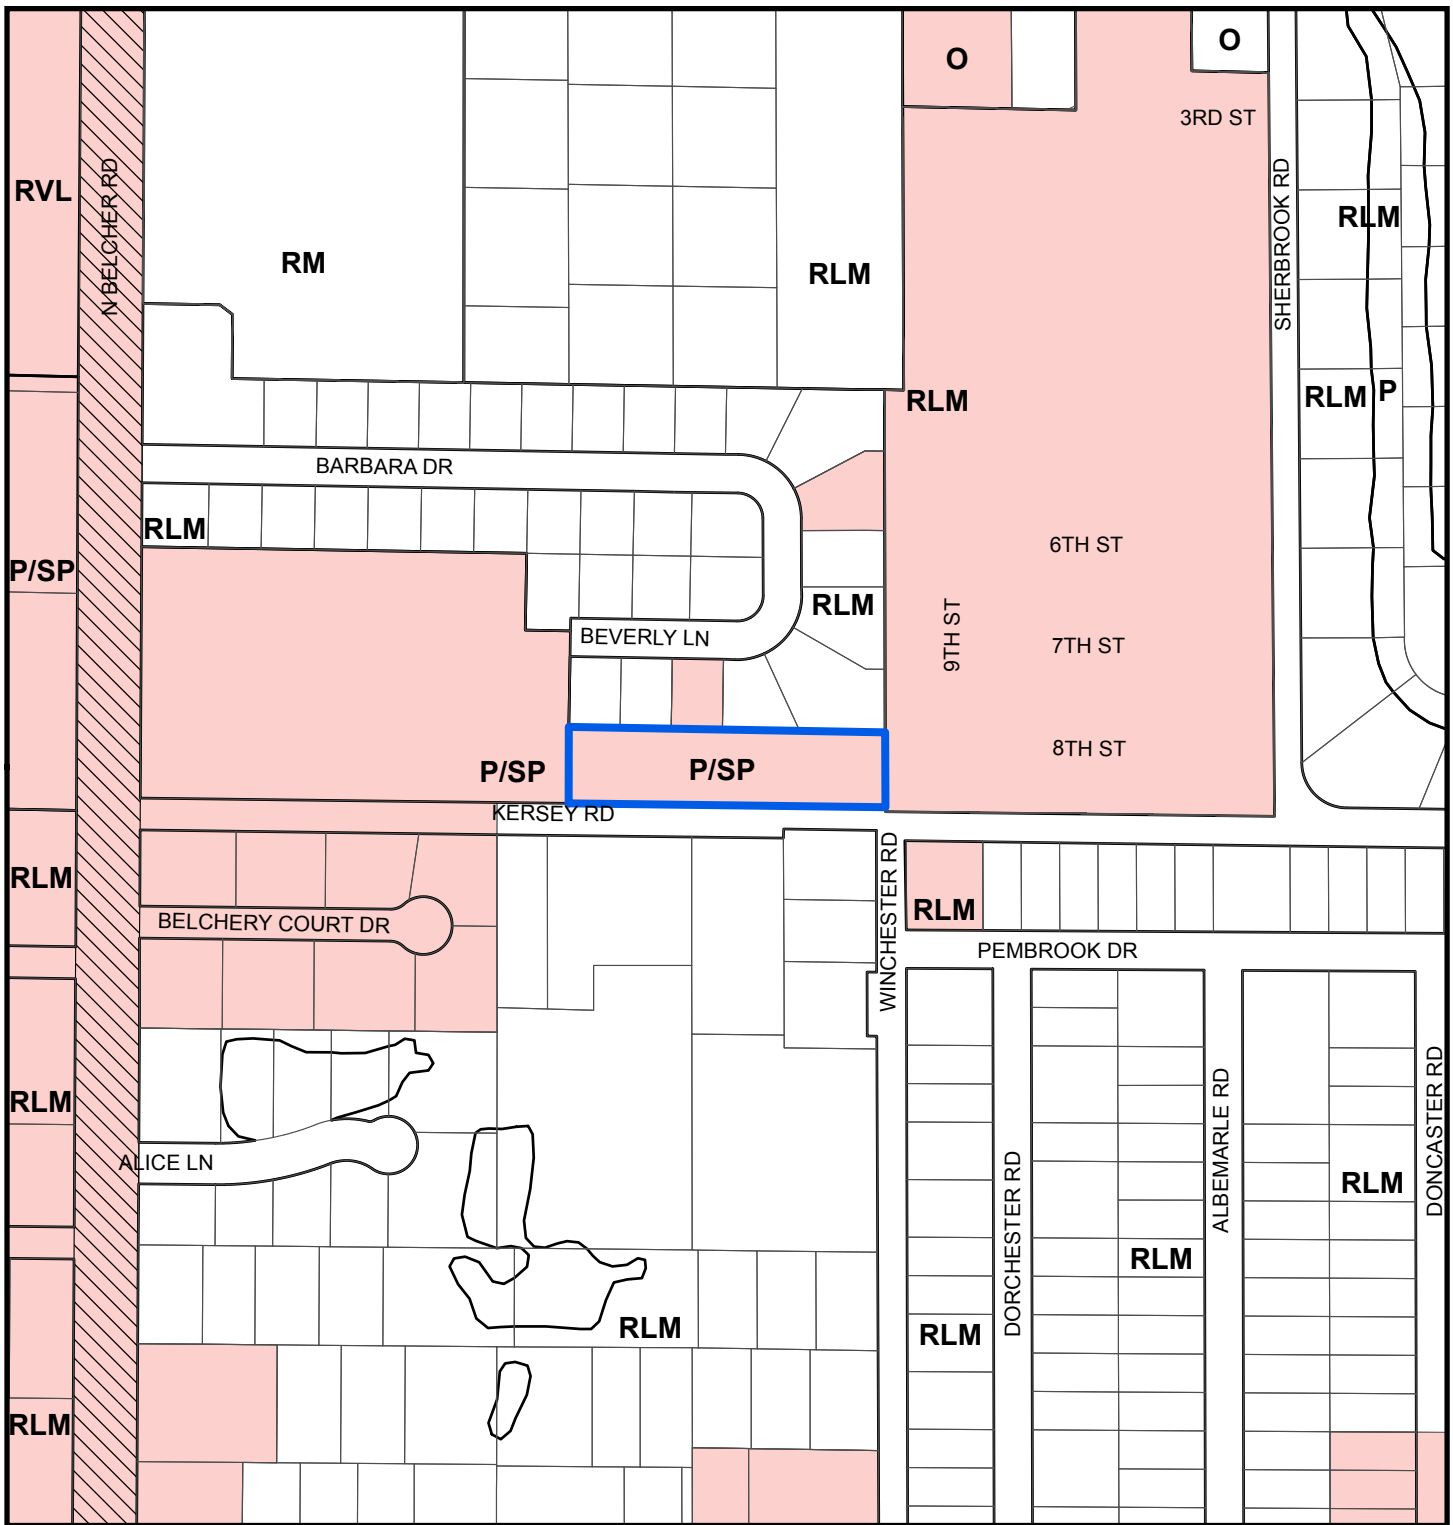 O
O
3RD ST
RVL
N BELCHER RD
SHERBROOK RD
RLM
RM
RLM
RLM
RLM
P
BARBARA DR
RLM
6TH ST
P/SP
RLM
9TH ST
BEVERLY LN
7TH ST
8TH ST
P/SP
P/SP
KERSEY RD
WINCHESTER RD
RLM
RLM
BELCHERY COURT DR
PEMBROOK DR
RLM
ALICE LN
DORCHESTER RD
ALBEMARLE RD
DONCASTER RD
RLM
RLM
RLM
RLM
RLM